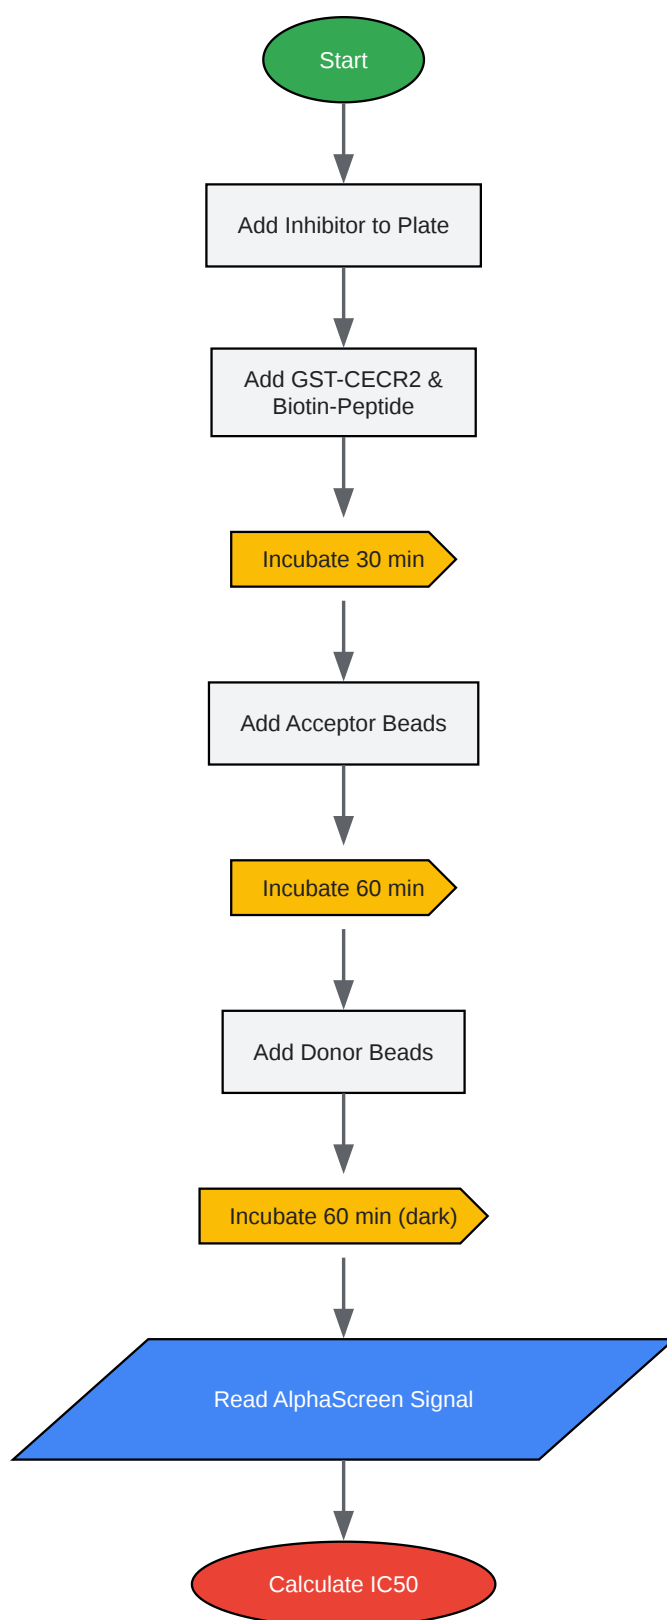 Start
Add Inhibitor to Plate
Add GST-CECR2 &
Biotin-Peptide
Incubate 30 min
Add Acceptor Beads
Incubate 60 min
Add Donor Beads
Incubate 60 min (dark)
Read AlphaScreen Signal
Calculate IC50